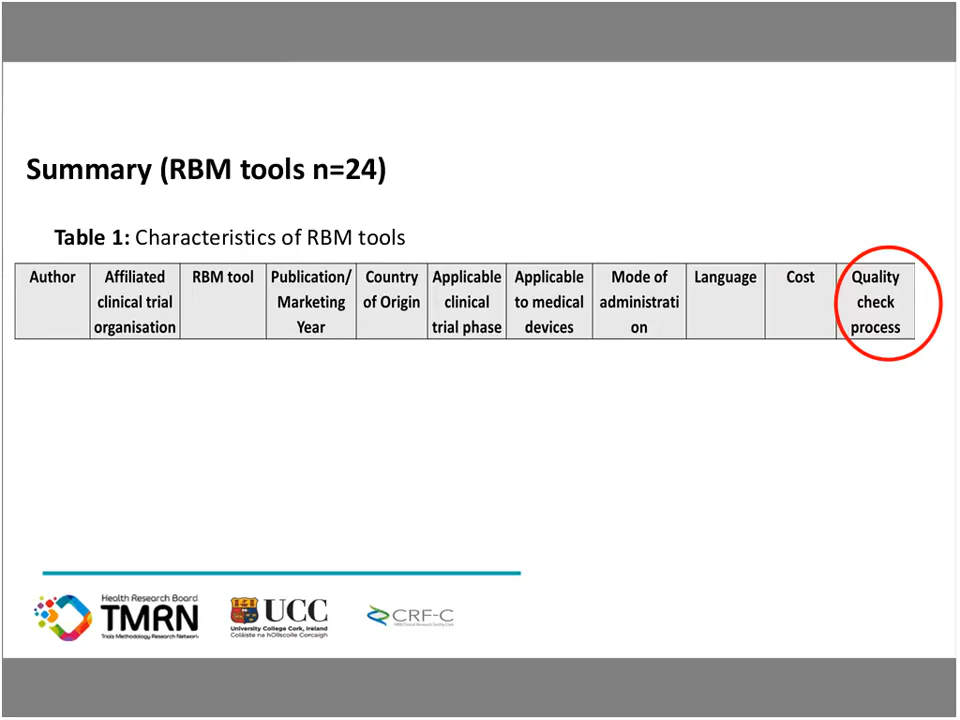 Summary (RBM tools n=24)
Table 1: Characteristics of RBM tools
Author
Affiliated
clinical trial
organisation
RBM tool
Publication/
Marketing
Year
Country
of Origin
Applicable
clinical
trial phase
Applicable
to medical
devices
Mode of
administrati
on
Language
Cost
Quality
check
process
Health Research Board
TMRN
Trials Methodology Research Network
UCC
University College Cork, Ireland
Coláiste na hOllscoile Corcaigh
CRF-C